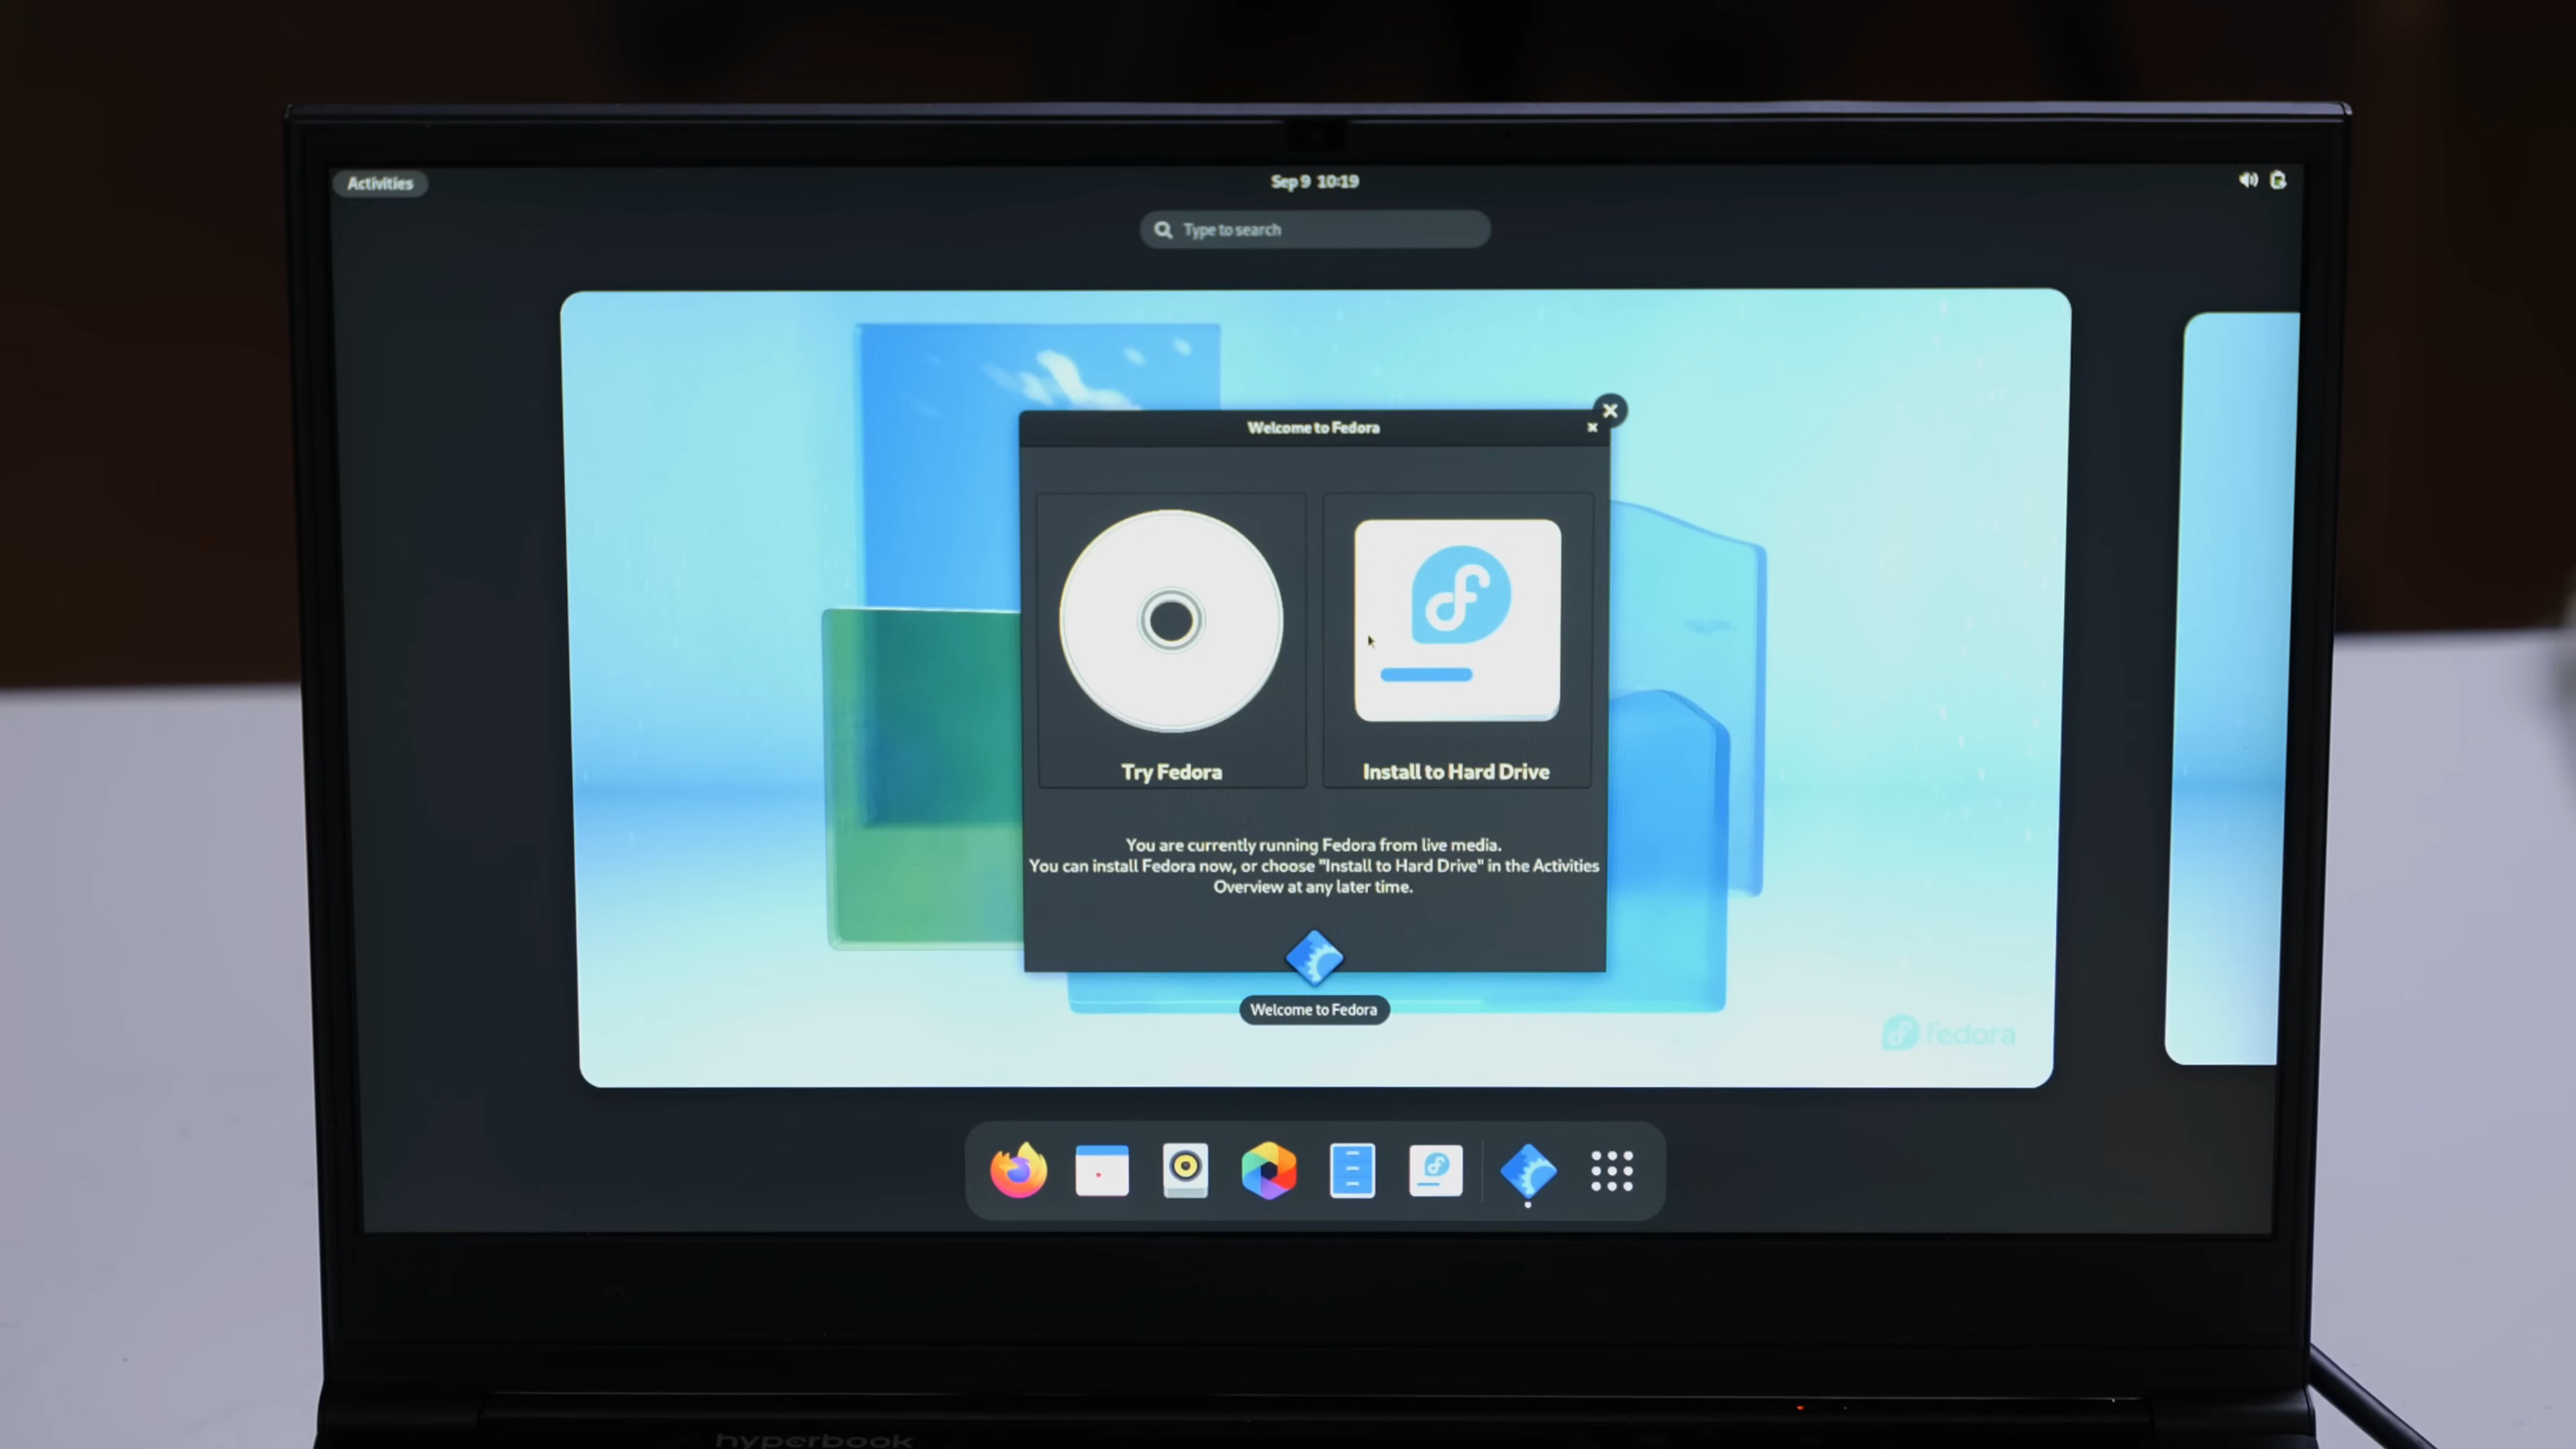 Activities
Sep 9 10:19
Type to search
Welcome to Fedora
Try Fedora
Install to Hard Drive
You are currently running Fedora from live media.
You can install Fedora now, or choose "Install to Hard Drive" in the Activities
Overview at any later time.
Welcome to Fedora
fedora
hyperbook